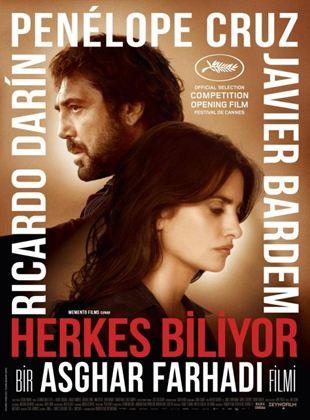 PENÉLOPE CRUZ
RICARDO DARÍN
JAVIER BARDEM
OFFICIAL SELECTION
COMPETITION
OPENING FILM
FESTIVAL DE CANNES
MEMENTO FILMS
HERKES BİLİYOR
BİR ASGHAR FARHADI FİLMİ